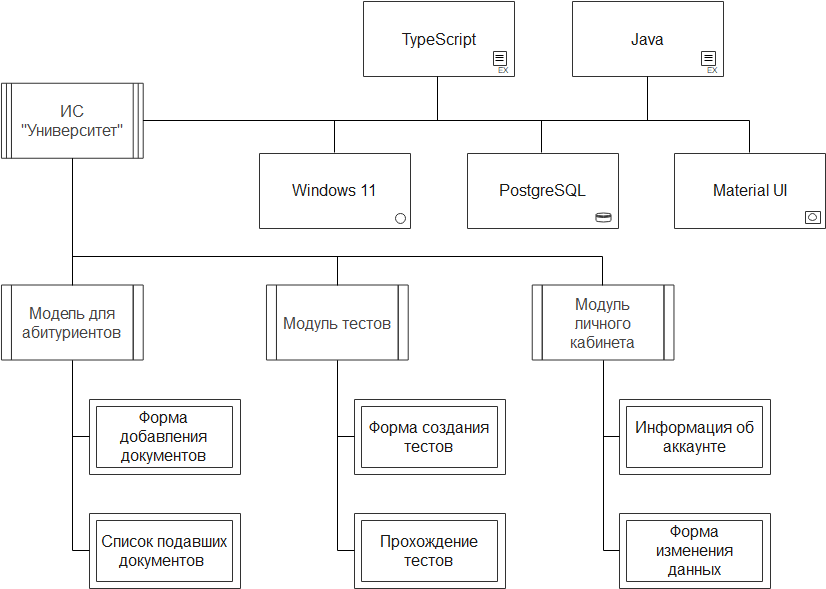 TypeScript
EX
Java
EX
ИС
"Университет"
Windows 11
PostgreSQL
Material UI
Модель для
абитуриентов
Модуль тестов
Модуль
личного
кабинета
Форма
добавления
документов
Форма создания
тестов
Информация об
аккаунте
Список подавших
документов
Прохождение
тестов
Форма
изменения
данных